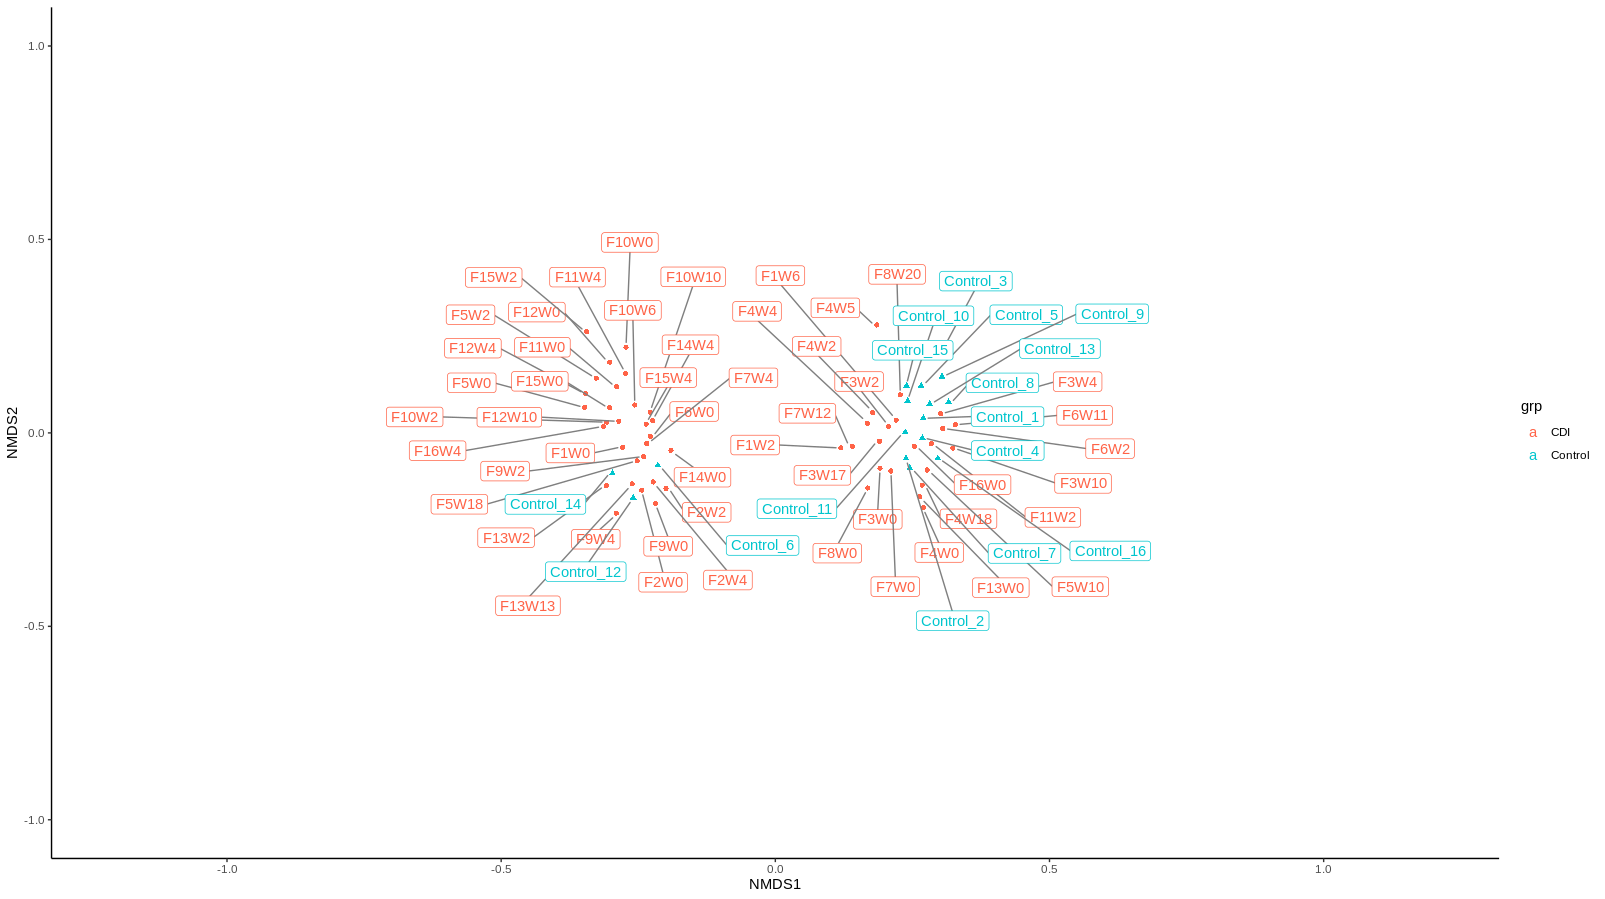 1.0
0.5
0.0
-0.5
-1.0
NMDS2
F10W0
F15W2
F11W4
F10W10
F1W6
F8W20
Control_3
F5W2
F12W0
F10W6
F4W4
F4W5
Control_10
Control_5
Control_9
F12W4
F11W0
F14W4
F4W2
Control_15
Control_13
F5W0
F15W0
F15W4
F7W4
F3W2
Control_8
F3W4
F10W2
F12W10
F6W0
F7W12
Control_1
F6W11
F16W4
F1W0
F1W2
Control_4
F6W2
F9W2
F14W0
F3W17
F16W0
F3W10
F5W18
Control_14
F2W2
Control_11
F3W0
F4W18
F11W2
F13W2
F9W4
F9W0
Control_6
F8W0
F4W0
Control_7
Control_16
Control_12
F2W0
F2W4
F7W0
F13W0
F5W10
F13W13
Control_2
-1.0
-0.5
0.0
0.5
1.0
NMDS1
grp
a CDI
a Control